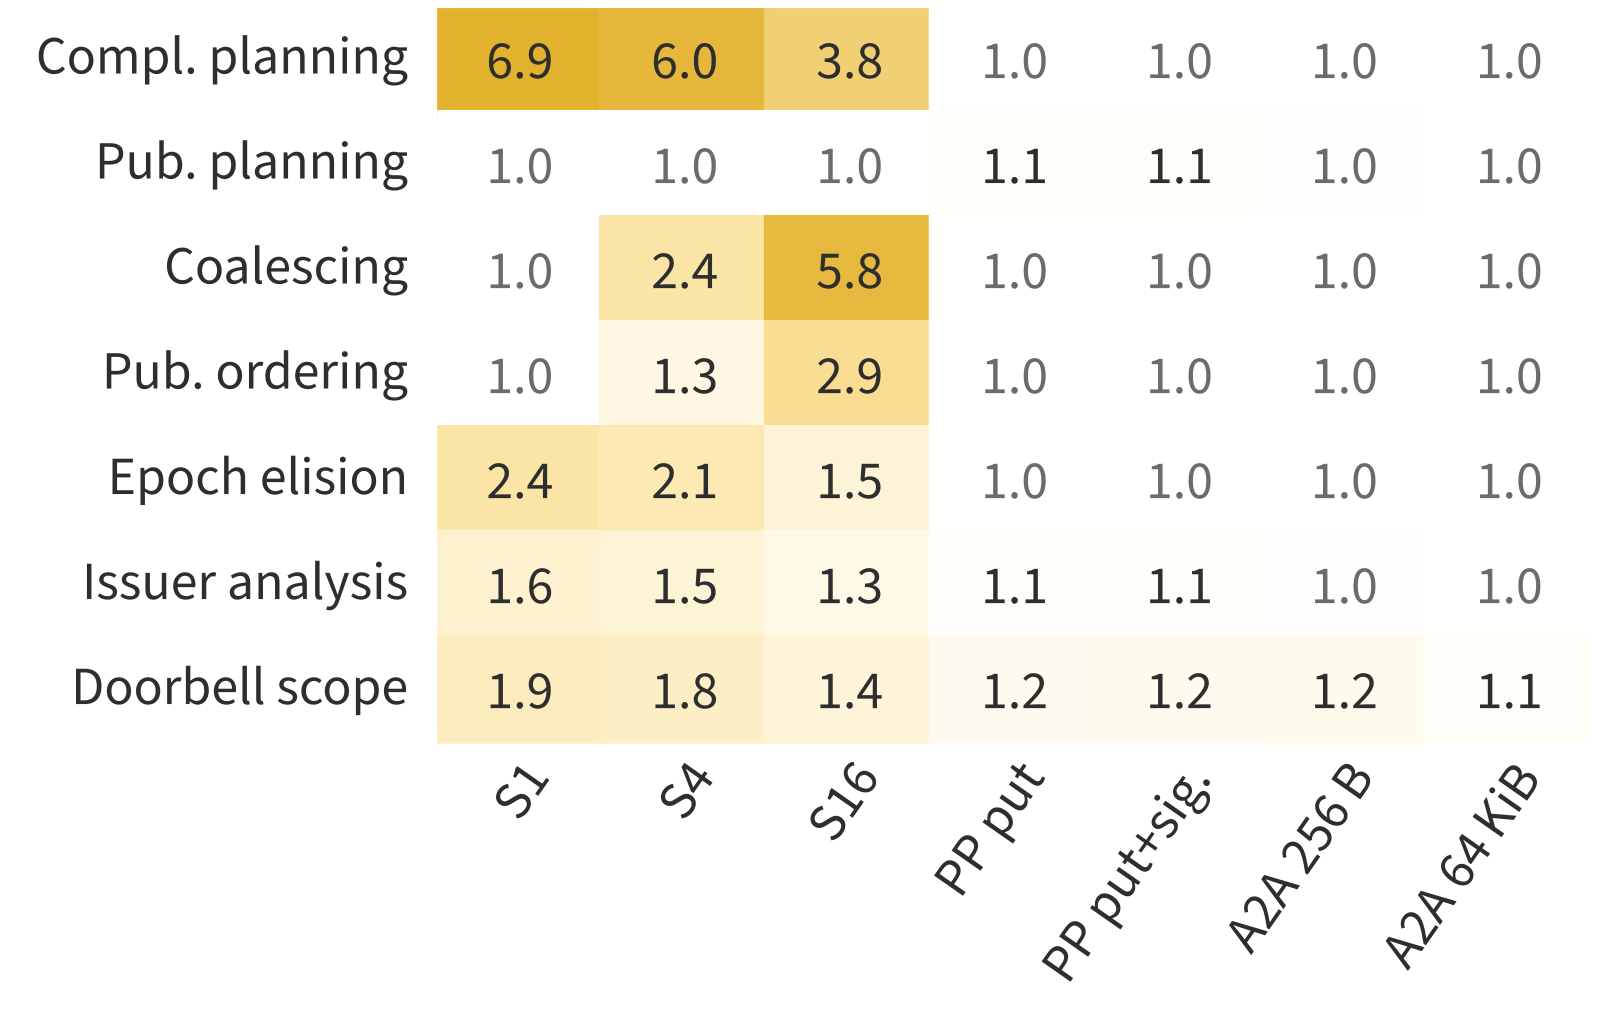 Compl. planning 6.9 6.0 3.8 1.0 1.0 1.0 1.0
Pub. planning 1.0 1.0 1.0 1.1 1.1 1.0 1.0
Coalescing 1.0 2.4 5.8 1.0 1.0 1.0 1.0
Pub. ordering 1.0 1.3 2.9 1.0 1.0 1.0 1.0
Epoch elision 2.4 2.1 1.5 1.0 1.0 1.0 1.0
Issuer analysis 1.6 1.5 1.3 1.1 1.1 1.0 1.0
Doorbell scope 1.9 1.8 1.4 1.2 1.2 1.2 1.1
S1 S4 S16 PP put PP put+sig. A2A 256 B A2A 64 KiB